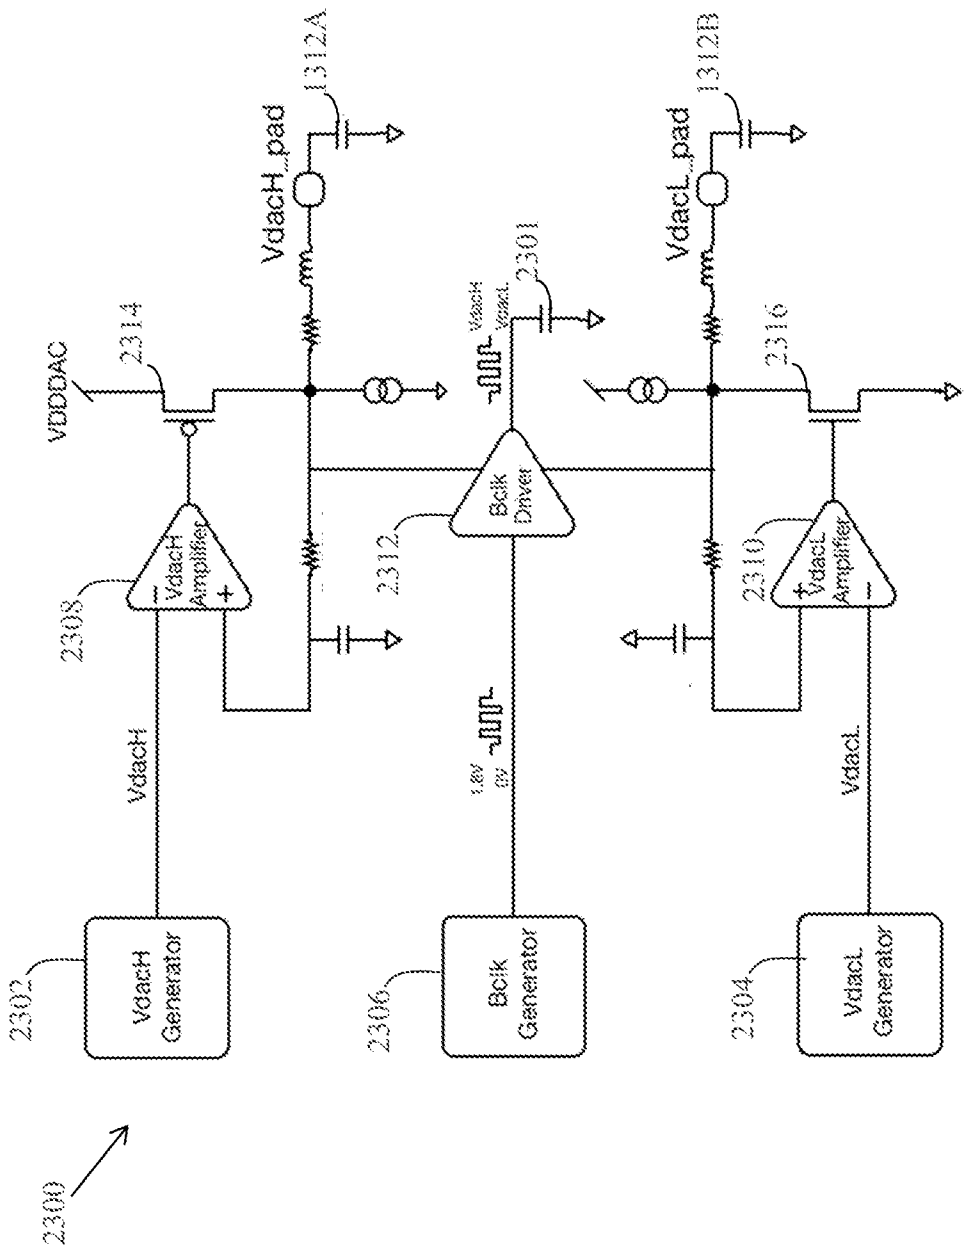 2300
2302
VdacH
Generator
VdacH
2308
VdacH
Amplifier
−
+
VDDDAC
2314
VdacH_pad
1312A
2306
Bclk
Generator
1.8V
0V
2312
Bclk
Driver
VdacH
VdacL
2301
2304
VdacL
Generator
VdacL
2310
VdacL
Amplifier
+
−
2316
VdacL_pad
1312B